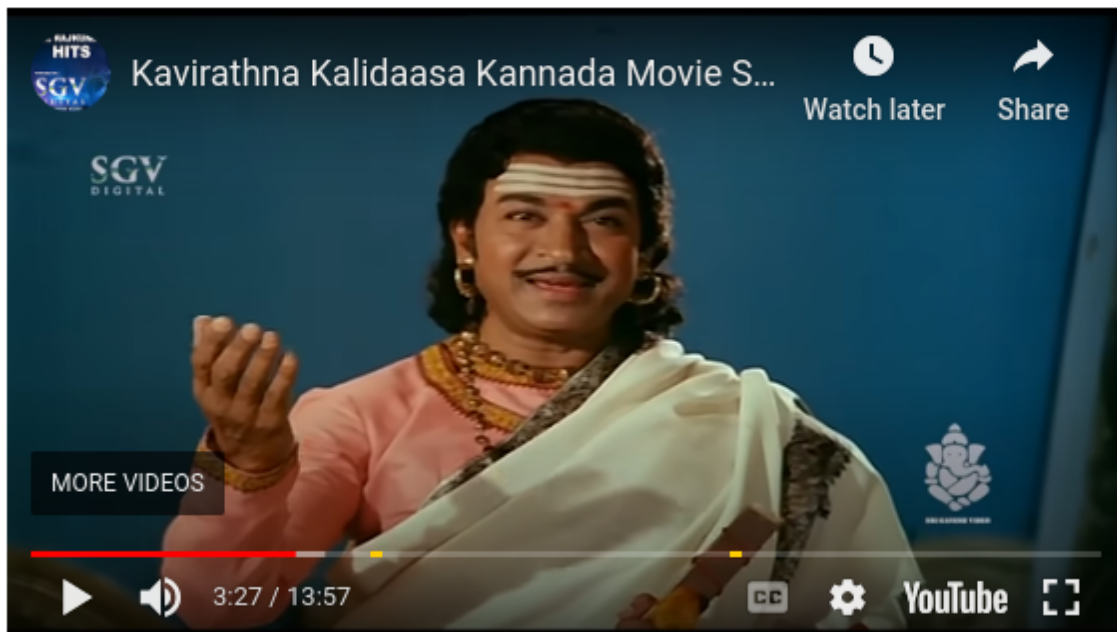 HITS
SGV
Kavirathna Kalidaasa Kannada Movie S...
Watch later
Share
SGV
DIGITAL
MORE VIDEOS
3:27 / 13:57
CC
YouTube